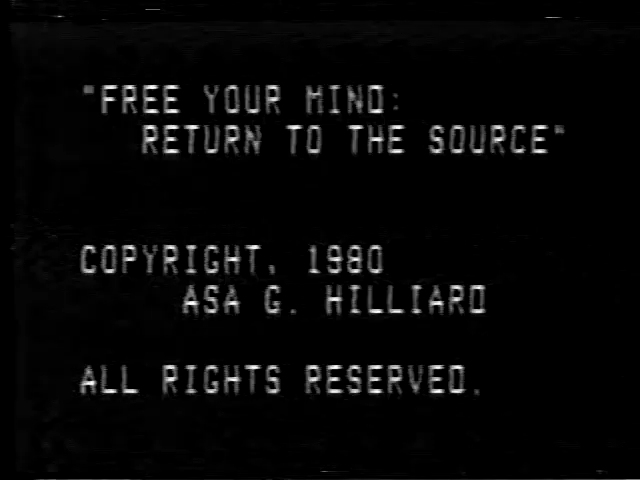 "FREE YOUR MIND:
RETURN TO THE SOURCE"
COPYRIGHT, 1980
ASA G. HILLIARD
ALL RIGHTS RESERVED.